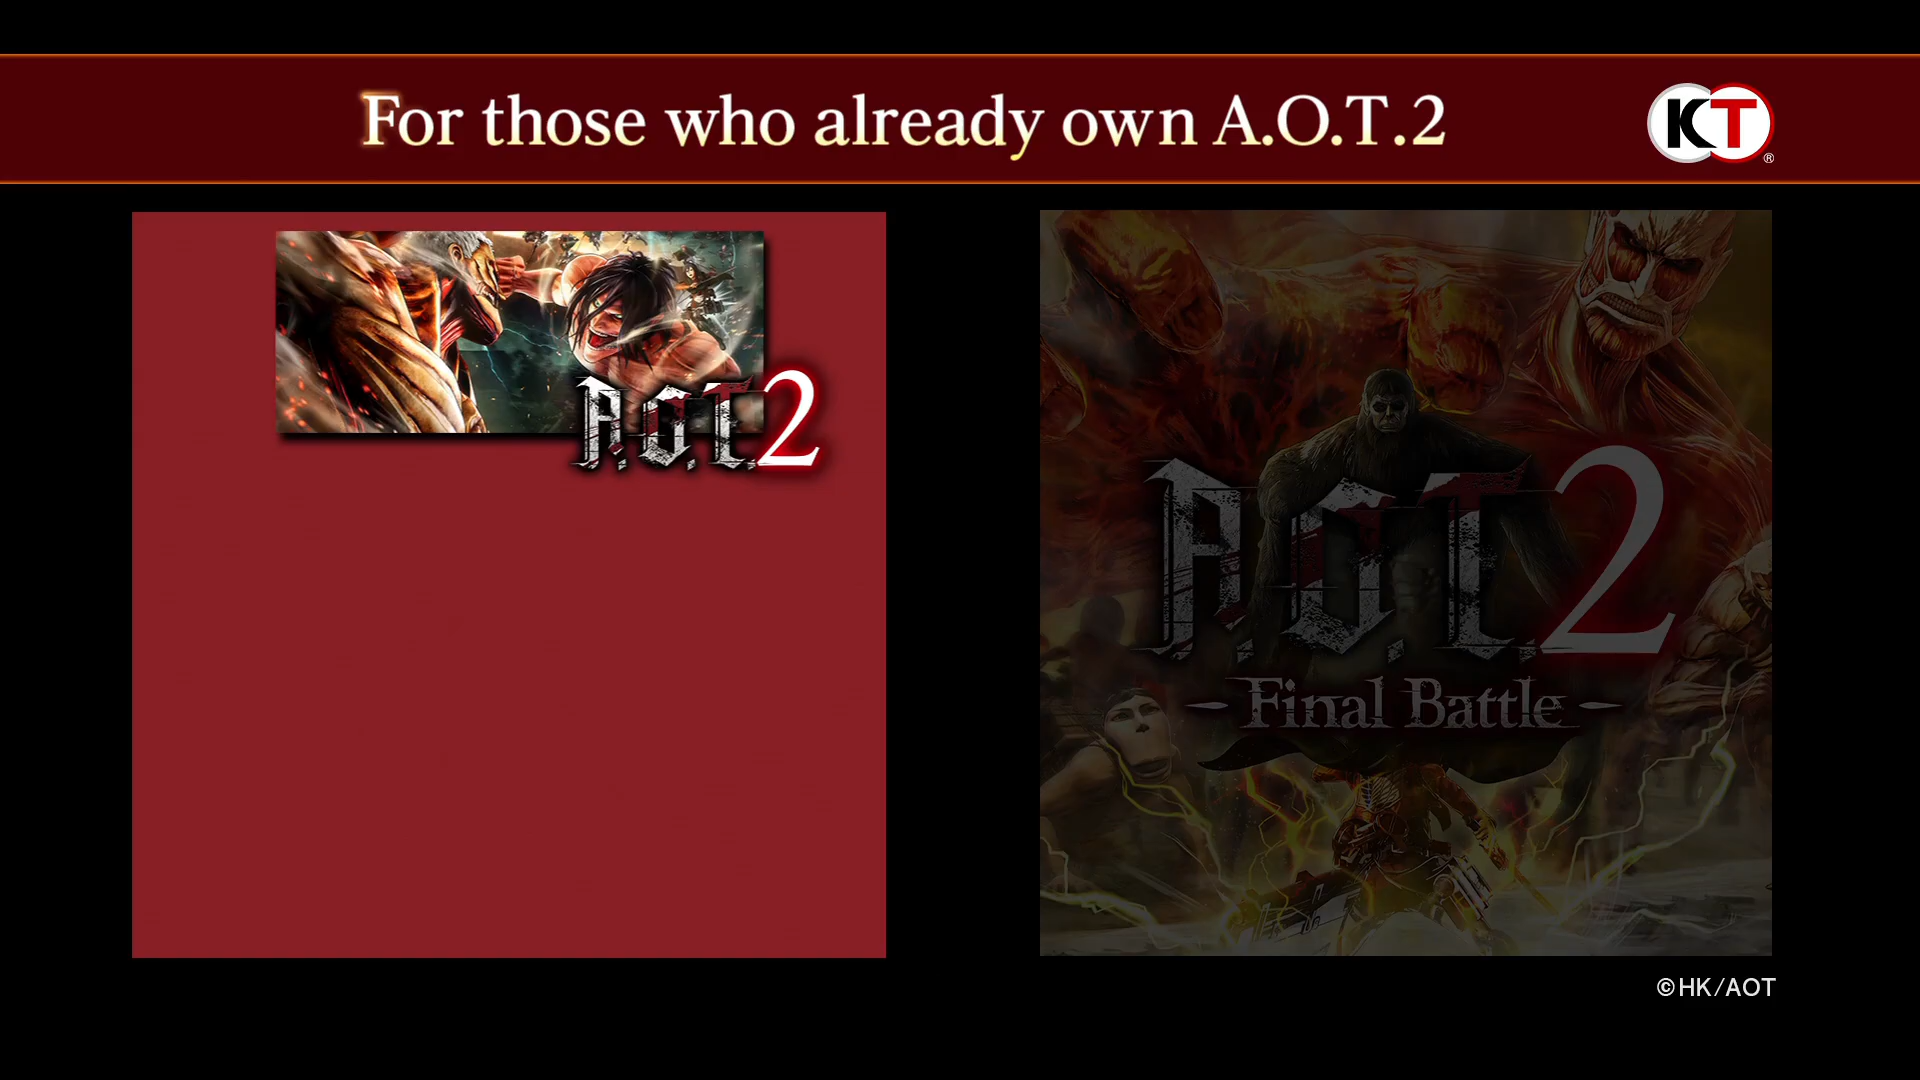 For those who already own A.O.T.2
KT®
A.O.T.2
A.O.T.2
- Final Battle -
©HK/AOT